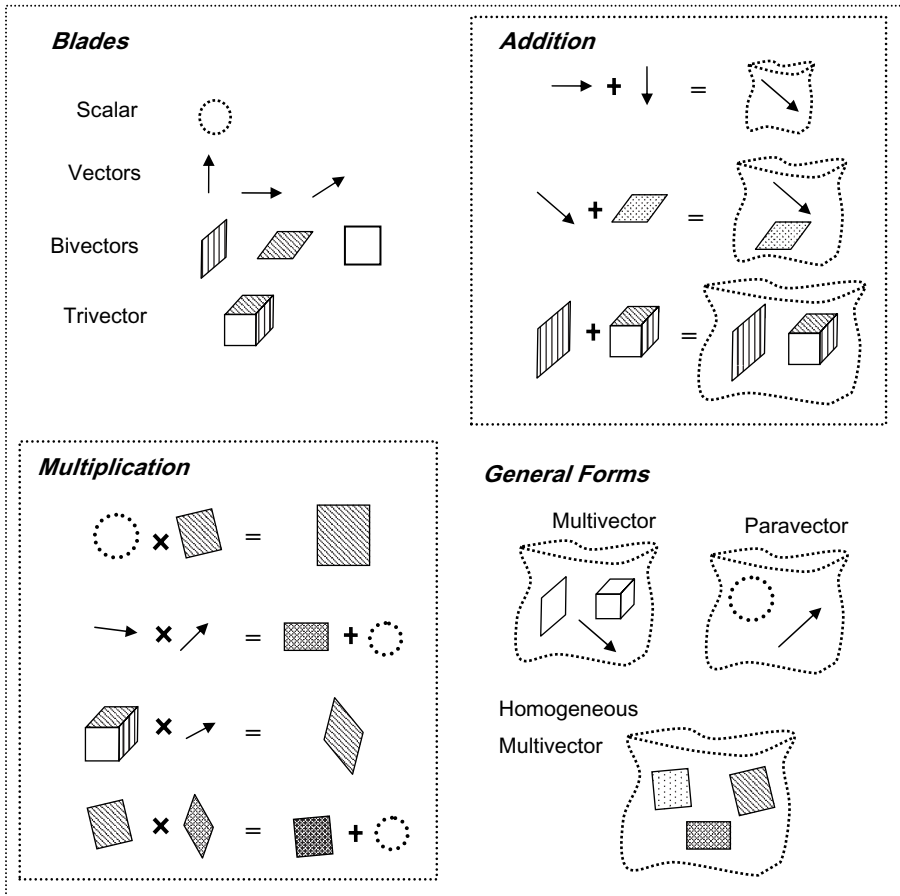 Blades
Scalar
Vectors
Bivectors
Trivector
Addition
+ =
+ =
+ =
Multiplication
× =
× = +
× =
× = +
General Forms
Multivector
Paravector
Homogeneous
Multivector